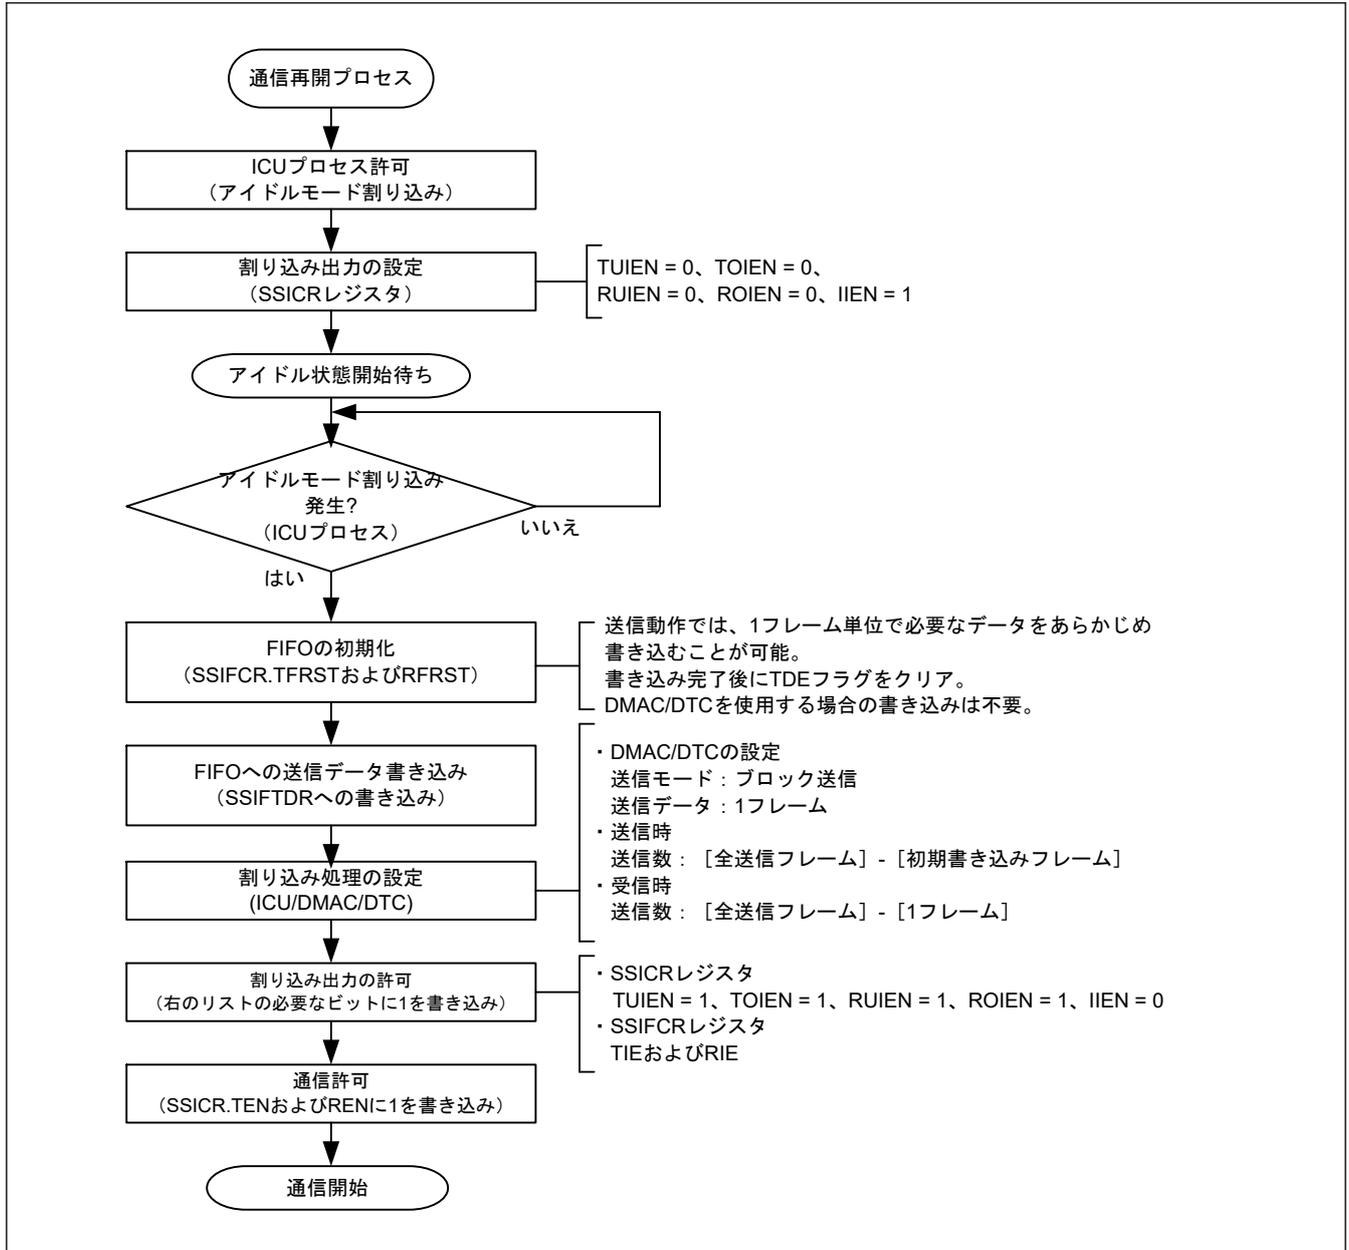 通信再開プロセス
ICUプロセス許可
（アイドルモード割り込み）
割り込み出力の設定
（SSICRレジスタ）
TUIEN = 0、TOIEN = 0、
RUIEN = 0、ROIEN = 0、IIEN = 1
アイドル状態開始待ち
アイドルモード割り込み
発生?
（ICUプロセス）
いいえ
はい
FIFOの初期化
（SSIFCR.TFRSTおよびRFRST）
送信動作では、1フレーム単位で必要なデータをあらかじめ
書き込むことが可能。
書き込み完了後にTDEフラグをクリア。
DMAC/DTCを使用する場合の書き込みは不要。
FIFOへの送信データ書き込み
（SSIFTDRへの書き込み）
・DMAC/DTCの設定
送信モード：ブロック送信
送信データ：1フレーム
・送信時
送信数：［全送信フレーム］-［初期書き込みフレーム］
・受信時
送信数：［全送信フレーム］-［1フレーム］
割り込み処理の設定
(ICU/DMAC/DTC)
割り込み出力の許可
（右のリストの必要なビットに1を書き込み）
・SSICRレジスタ
TUIEN = 1、TOIEN = 1、RUIEN = 1、ROIEN = 1、IIEN = 0
・SSIFCRレジスタ
TIEおよびRIE
通信許可
（SSICR.TENおよびRENに1を書き込み）
通信開始